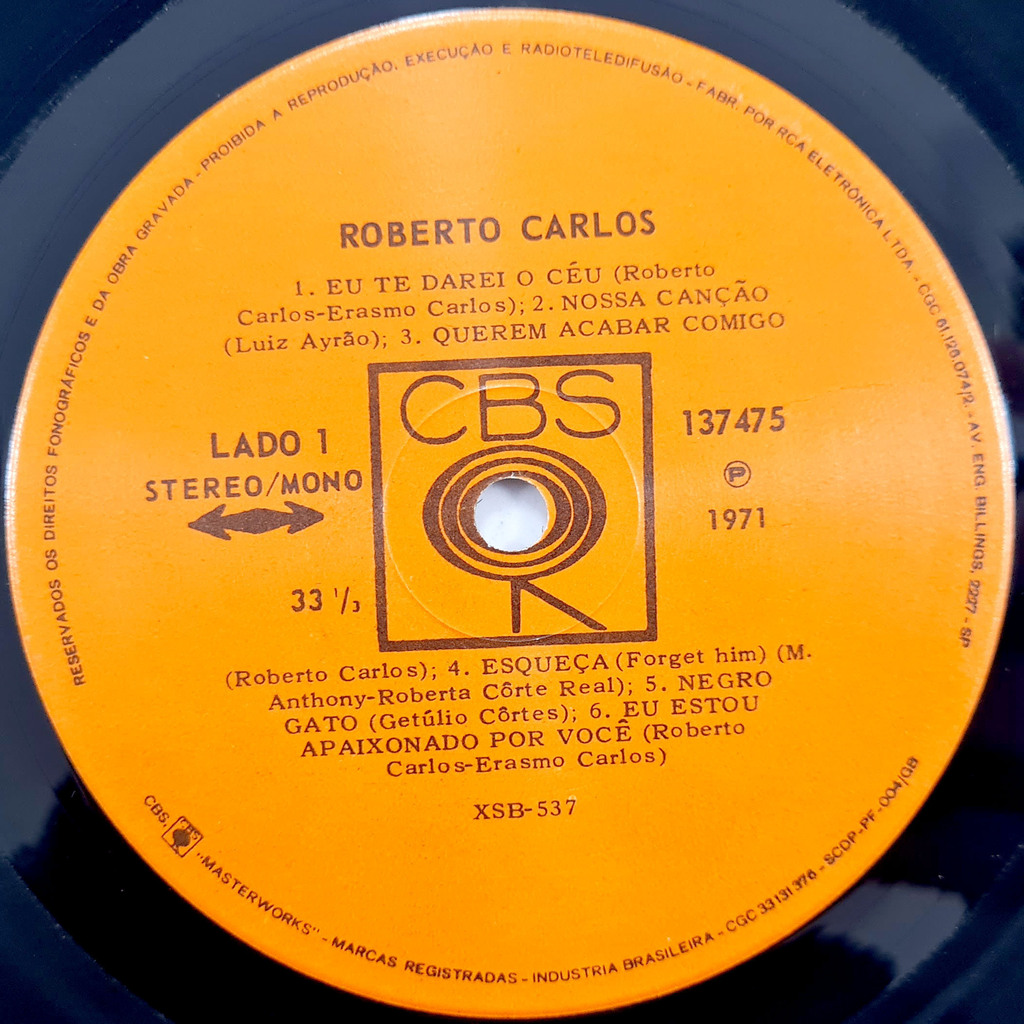 RESERVADOS OS DIREITOS FONOGRÁFICOS E DA OBRA GRAVADA - PROIBIDA A REPRODUÇÃO, EXECUÇÃO E RADIOTELEDIFUSÃO - FABR. POR RCA ELETRÔNICA LTDA. - CGC 61.126.074/2. - AV. ENG. BILLINGS, 2227 - SP
ROBERTO CARLOS
1. EU TE DAREI O CÉU (Roberto
Carlos-Erasmo Carlos); 2. NOSSA CANÇÃO
(Luiz Ayrão); 3. QUEREM ACABAR COMIGO
CBS
LADO 1
STEREO/MONO
33 1/3
137475
Ⓟ
1971
(Roberto Carlos); 4. ESQUEÇA (Forget him) (M.
Anthony-Roberta Côrte Real); 5. NEGRO
GATO (Getúlio Côrtes); 6. EU ESTOU
APAIXONADO POR VOCÊ (Roberto
Carlos-Erasmo Carlos)
XSB-537
CBS, CBS "MASTERWORKS" - MARCAS REGISTRADAS - INDUSTRIA BRASILEIRA - CGC 33 131 376 - SCDP-PF-004/GB